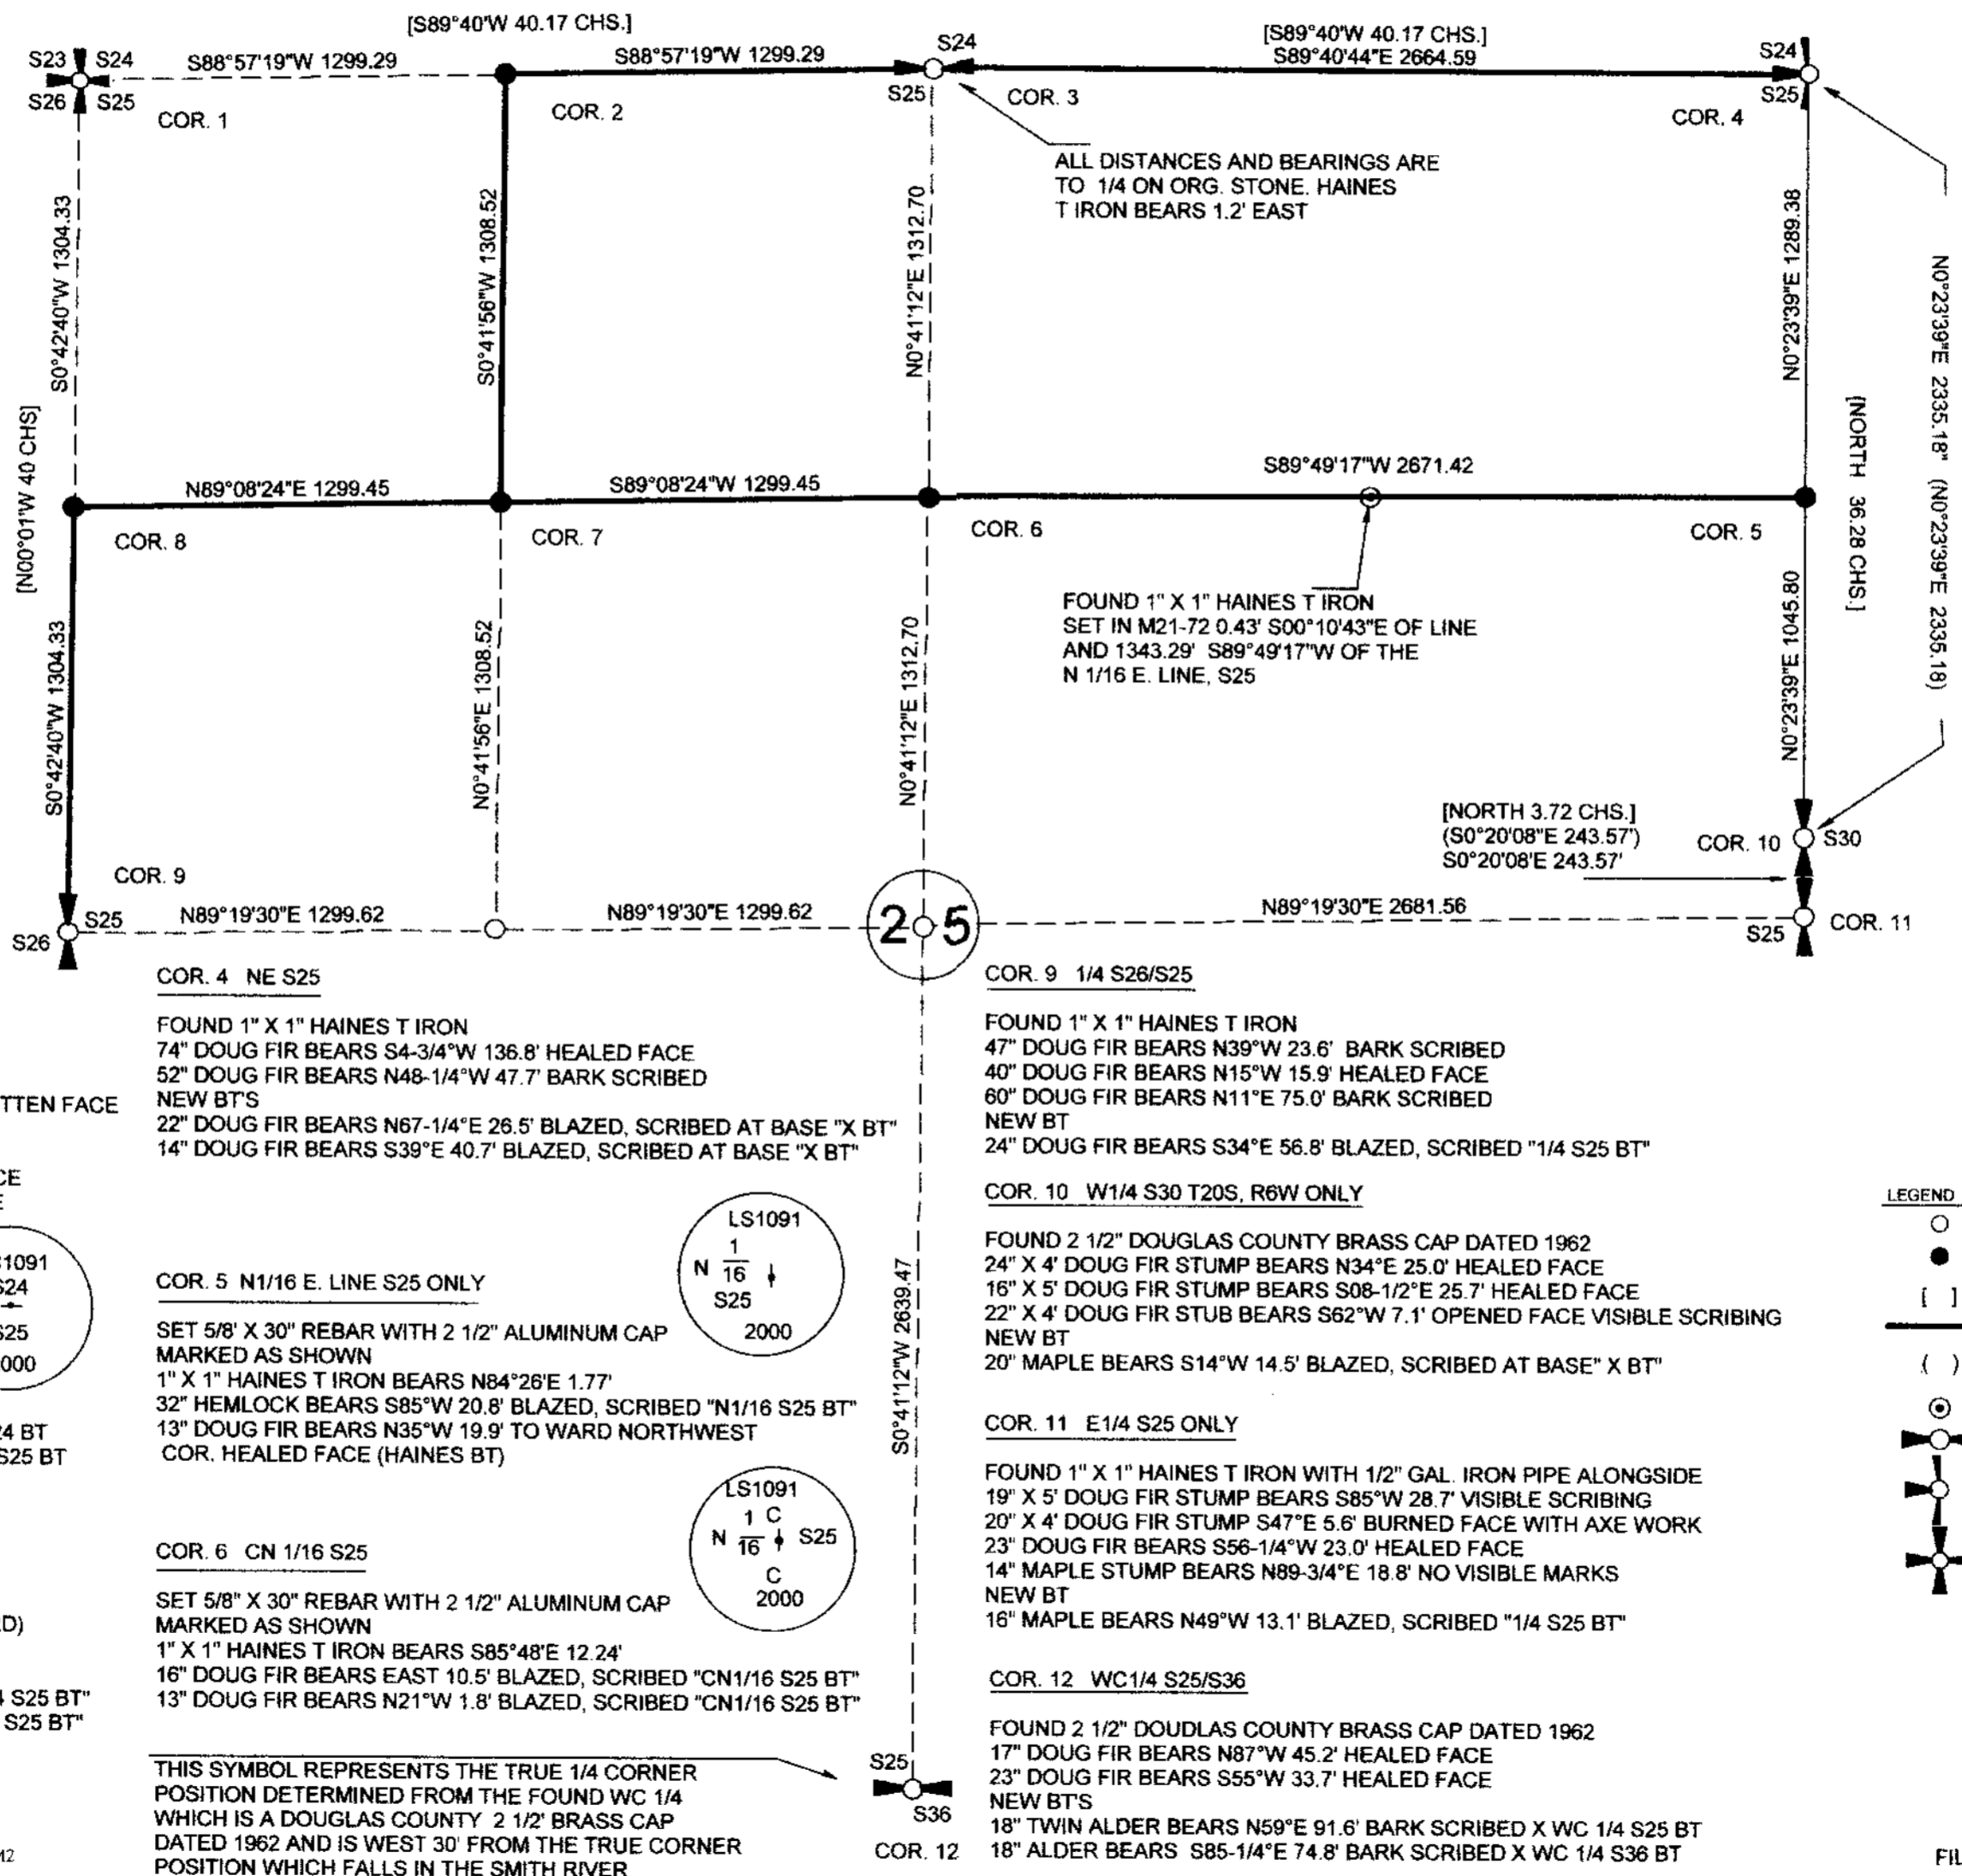 [S89°40'W 40.17 CHS.]
[S89°40'W 40.17 CHS.]
S23 S24
S88°57'19"W 1299.29
S88°57'19"W 1299.29
S24
S89°40'44"E 2664.59
S24
S26 S25
S25
S25
COR. 1
COR. 2
COR. 3
COR. 4
ALL DISTANCES AND BEARINGS ARE
TO 1/4 ON ORG. STONE. HAINES
T IRON BEARS 1.2' EAST
S0°42'40"W 1304.33
S0°41'56"W 1308.52
N0°41'12"E 1312.70
N0°23'39"E 1289.38
N0°23'39"E 2335.18" (N0°23'39"E 2335.18)
[N00°01'W 40 CHS]
[NORTH 36.28 CHS.]
N89°08'24"E 1299.45
S89°08'24"W 1299.45
S89°49'17"W 2671.42
COR. 8
COR. 7
COR. 6
COR. 5
FOUND 1" X 1" HAINES T IRON
SET IN M21-72 0.43' S00°10'43"E OF LINE
AND 1343.29' S89°49'17"W OF THE
N 1/16 E. LINE, S25
S0°42'40"W 1304.33
N0°41'56"E 1308.52
N0°41'12"E 1312.70
N0°23'39"E 1045.80
[NORTH 3.72 CHS.]
(S0°20'08"E 243.57')
S0°20'08'E 243.57'
COR. 10
S30
COR. 9
S25
S26
N89°19'30"E 1299.62
N89°19'30"E 1299.62
25
N89°19'30"E 2681.56
S25
COR. 11
COR. 4 NE S25
FOUND 1" X 1" HAINES T IRON
74" DOUG FIR BEARS S4-3/4°W 136.8' HEALED FACE
52" DOUG FIR BEARS N48-1/4°W 47.7' BARK SCRIBED
NEW BT'S
22" DOUG FIR BEARS N67-1/4°E 26.5' BLAZED, SCRIBED AT BASE "X BT"
14" DOUG FIR BEARS S39°E 40.7' BLAZED, SCRIBED AT BASE "X BT"
TTEN FACE
CE
E
1091
S24
S25
000
24 BT
S25 BT
D)
4 S25 BT"
S25 BT"
COR. 5 N1/16 E. LINE S25 ONLY
LS1091
N 1/16
S25
2000
SET 5/8' X 30" REBAR WITH 2 1/2" ALUMINUM CAP
MARKED AS SHOWN
1" X 1" HAINES T IRON BEARS N84°26'E 1.77'
32" HEMLOCK BEARS S85°W 20.8' BLAZED, SCRIBED "N1/16 S25 BT"
13" DOUG FIR BEARS N35°W 19.9' TO WARD NORTHWEST
COR. HEALED FACE (HAINES BT)
COR. 6 CN 1/16 S25
LS1091
C
N 1/16 S25
C
2000
SET 5/8" X 30" REBAR WITH 2 1/2" ALUMINUM CAP
MARKED AS SHOWN
1" X 1" HAINES T IRON BEARS S85°48'E 12.24'
16" DOUG FIR BEARS EAST 10.5' BLAZED, SCRIBED "CN1/16 S25 BT"
13" DOUG FIR BEARS N21°W 1.8' BLAZED, SCRIBED "CN1/16 S25 BT"
THIS SYMBOL REPRESENTS THE TRUE 1/4 CORNER
POSITION DETERMINED FROM THE FOUND WC 1/4
WHICH IS A DOUGLAS COUNTY 2 1/2' BRASS CAP
DATED 1962 AND IS WEST 30' FROM THE TRUE CORNER
POSITION WHICH FALLS IN THE SMITH RIVER
S0°41'12"W 2639.47
S25
S36
COR. 12
COR. 9 1/4 S26/S25
FOUND 1" X 1" HAINES T IRON
47" DOUG FIR BEARS N39°W 23.6' BARK SCRIBED
40" DOUG FIR BEARS N15°W 15.9' HEALED FACE
60" DOUG FIR BEARS N11°E 75.0' BARK SCRIBED
NEW BT
24" DOUG FIR BEARS S34°E 56.8' BLAZED, SCRIBED "1/4 S25 BT"
COR. 10 W1/4 S30 T20S, R6W ONLY
FOUND 2 1/2" DOUGLAS COUNTY BRASS CAP DATED 1962
24" X 4' DOUG FIR STUMP BEARS N34°E 25.0' HEALED FACE
16" X 5' DOUG FIR STUMP BEARS S08-1/2°E 25.7' HEALED FACE
22" X 4' DOUG FIR STUB BEARS S62°W 7.1' OPENED FACE VISIBLE SCRIBING
NEW BT
20" MAPLE BEARS S14°W 14.5' BLAZED, SCRIBED AT BASE" X BT"
COR. 11 E1/4 S25 ONLY
FOUND 1" X 1" HAINES T IRON WITH 1/2" GAL. IRON PIPE ALONGSIDE
19" X 5' DOUG FIR STUMP BEARS S85°W 28.7' VISIBLE SCRIBING
20" X 4' DOUG FIR STUMP S47°E 5.6' BURNED FACE WITH AXE WORK
23" DOUG FIR BEARS S56-1/4°W 23.0' HEALED FACE
14" MAPLE STUMP BEARS N89-3/4°E 18.8' NO VISIBLE MARKS
NEW BT
16" MAPLE BEARS N49°W 13.1' BLAZED, SCRIBED "1/4 S25 BT"
COR. 12 WC1/4 S25/S36
FOUND 2 1/2" DOUDLAS COUNTY BRASS CAP DATED 1962
17" DOUG FIR BEARS N87°W 45.2' HEALED FACE
23" DOUG FIR BEARS S55°W 33.7' HEALED FACE
NEW BT'S
18" TWIN ALDER BEARS N59°E 91.6' BARK SCRIBED X WC 1/4 S25 BT
18" ALDER BEARS S85-1/4°E 74.8' BARK SCRIBED X WC 1/4 S36 BT
LEGEND
[ ]
( )
FIL